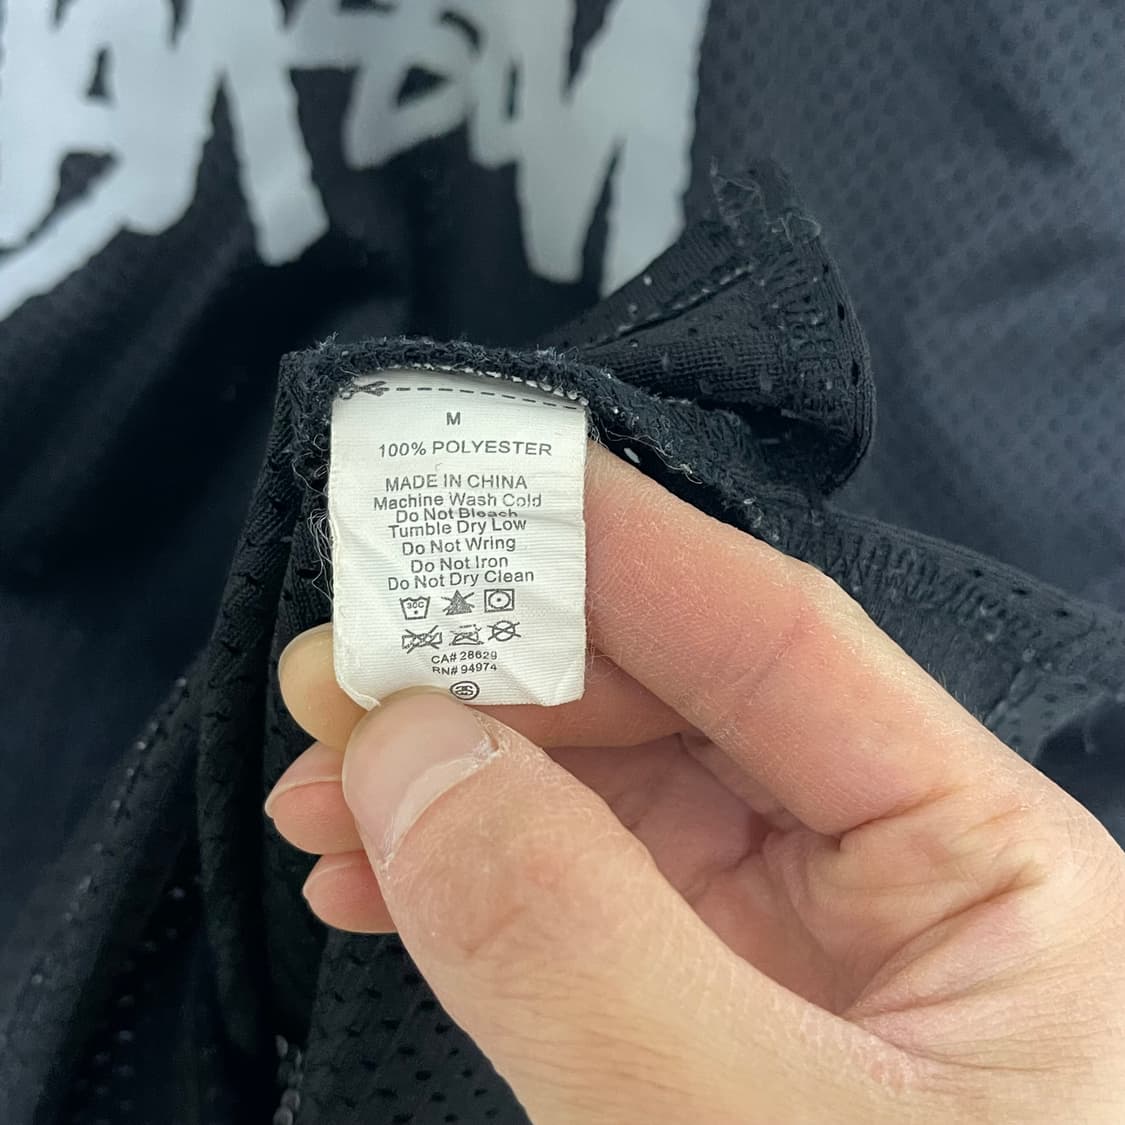 M
100% POLYESTER
MADE IN CHINA
Machine Wash Cold
Do Not Bleach
Tumble Dry Low
Do Not Wring
Do Not Iron
Do Not Dry Clean
30C
CA# 28629
RN# 94974